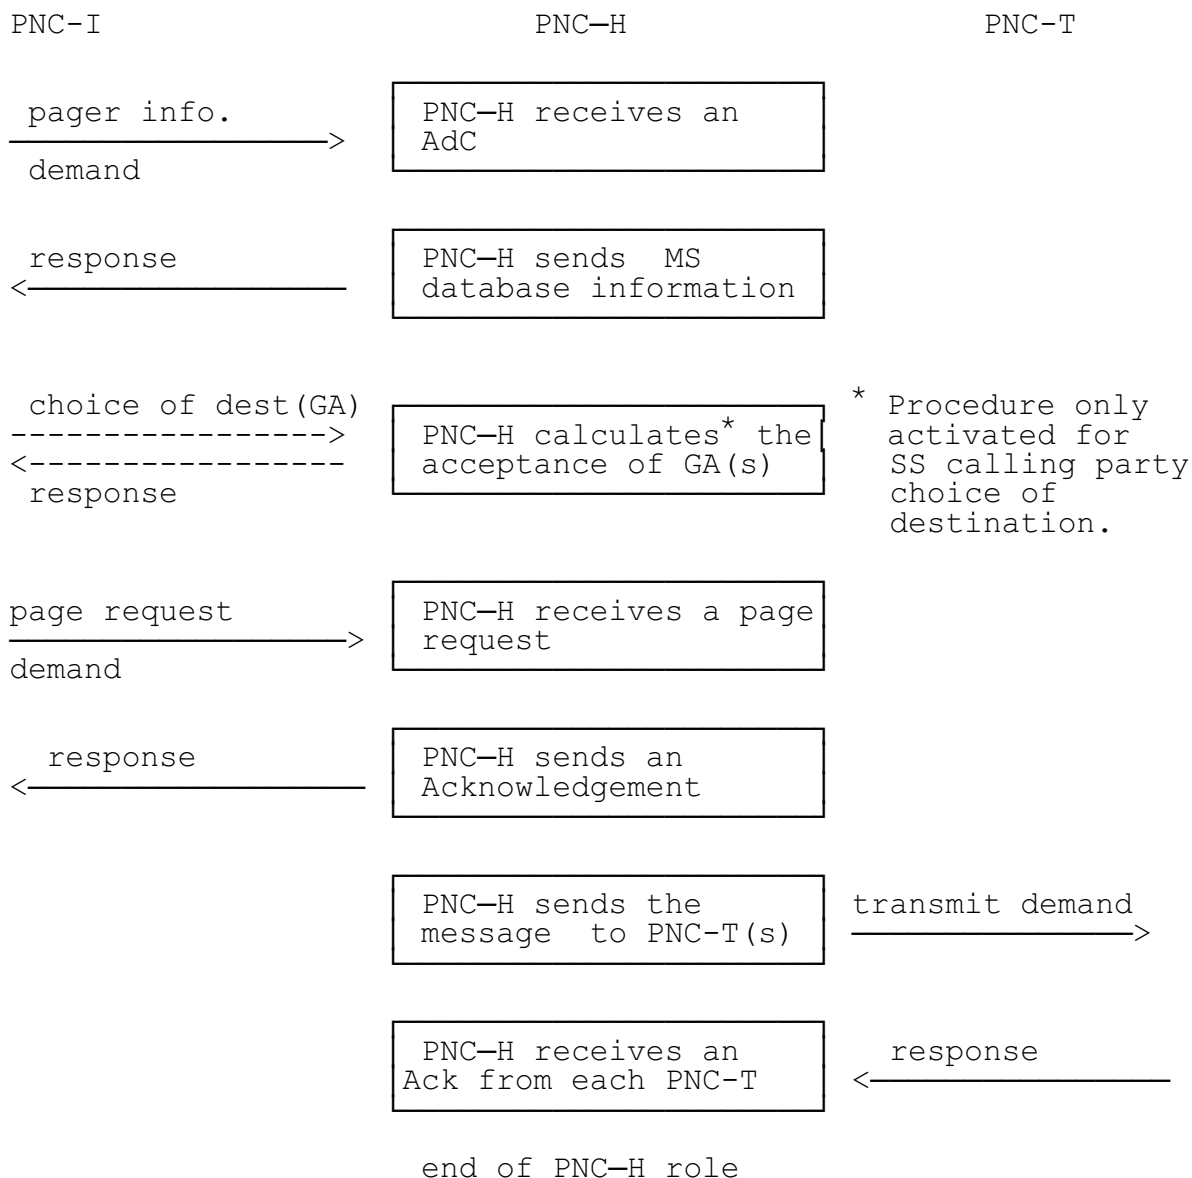 PNC-I PNC—H PNC-T
pager info.
demand
PNC—H receives an
AdC
response
PNC—H sends MS
database information
choice of dest(GA)
response
PNC—H calculates* the
acceptance of GA(s)
* Procedure only
activated for
SS calling party
choice of
destination.
page request
demand
PNC—H receives a page
request
response
PNC—H sends an
Acknowledgement
PNC—H sends the
message to PNC-T(s)
transmit demand
PNC—H receives an
Ack from each PNC-T
response
end of PNC—H role